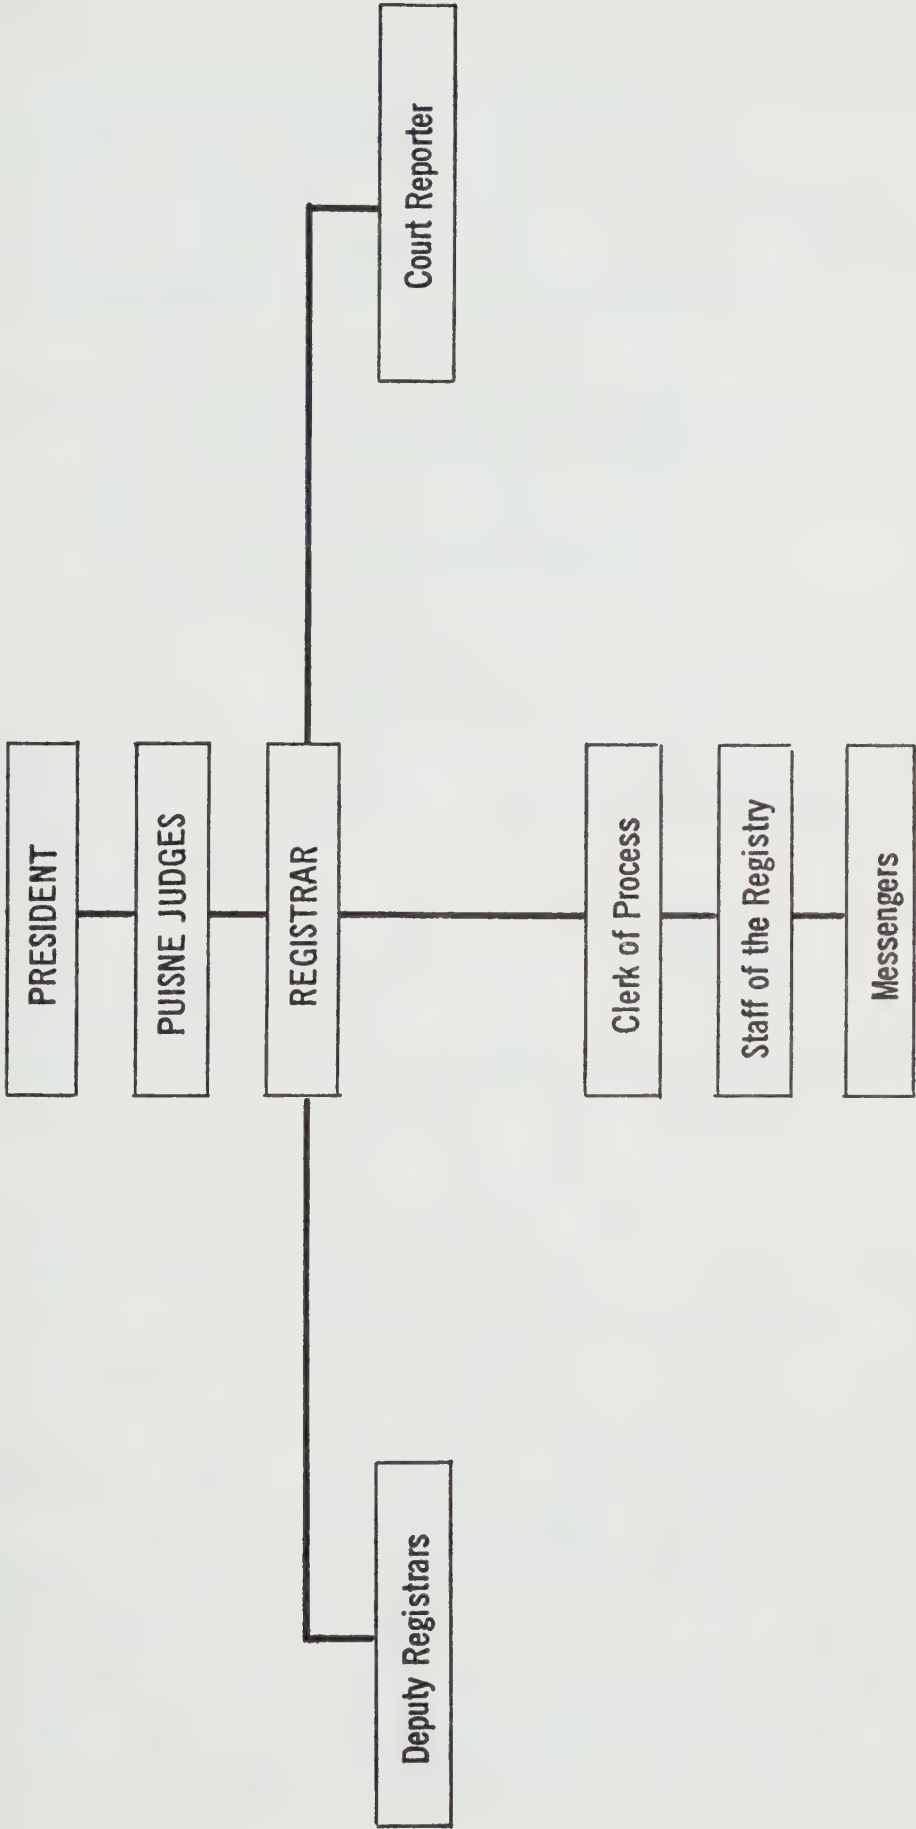 PRESIDENT
PUISNE JUDGES
REGISTRAR
Deputy Registrars
Court Reporter
Clerk of Process
Staff of the Registry
Messengers